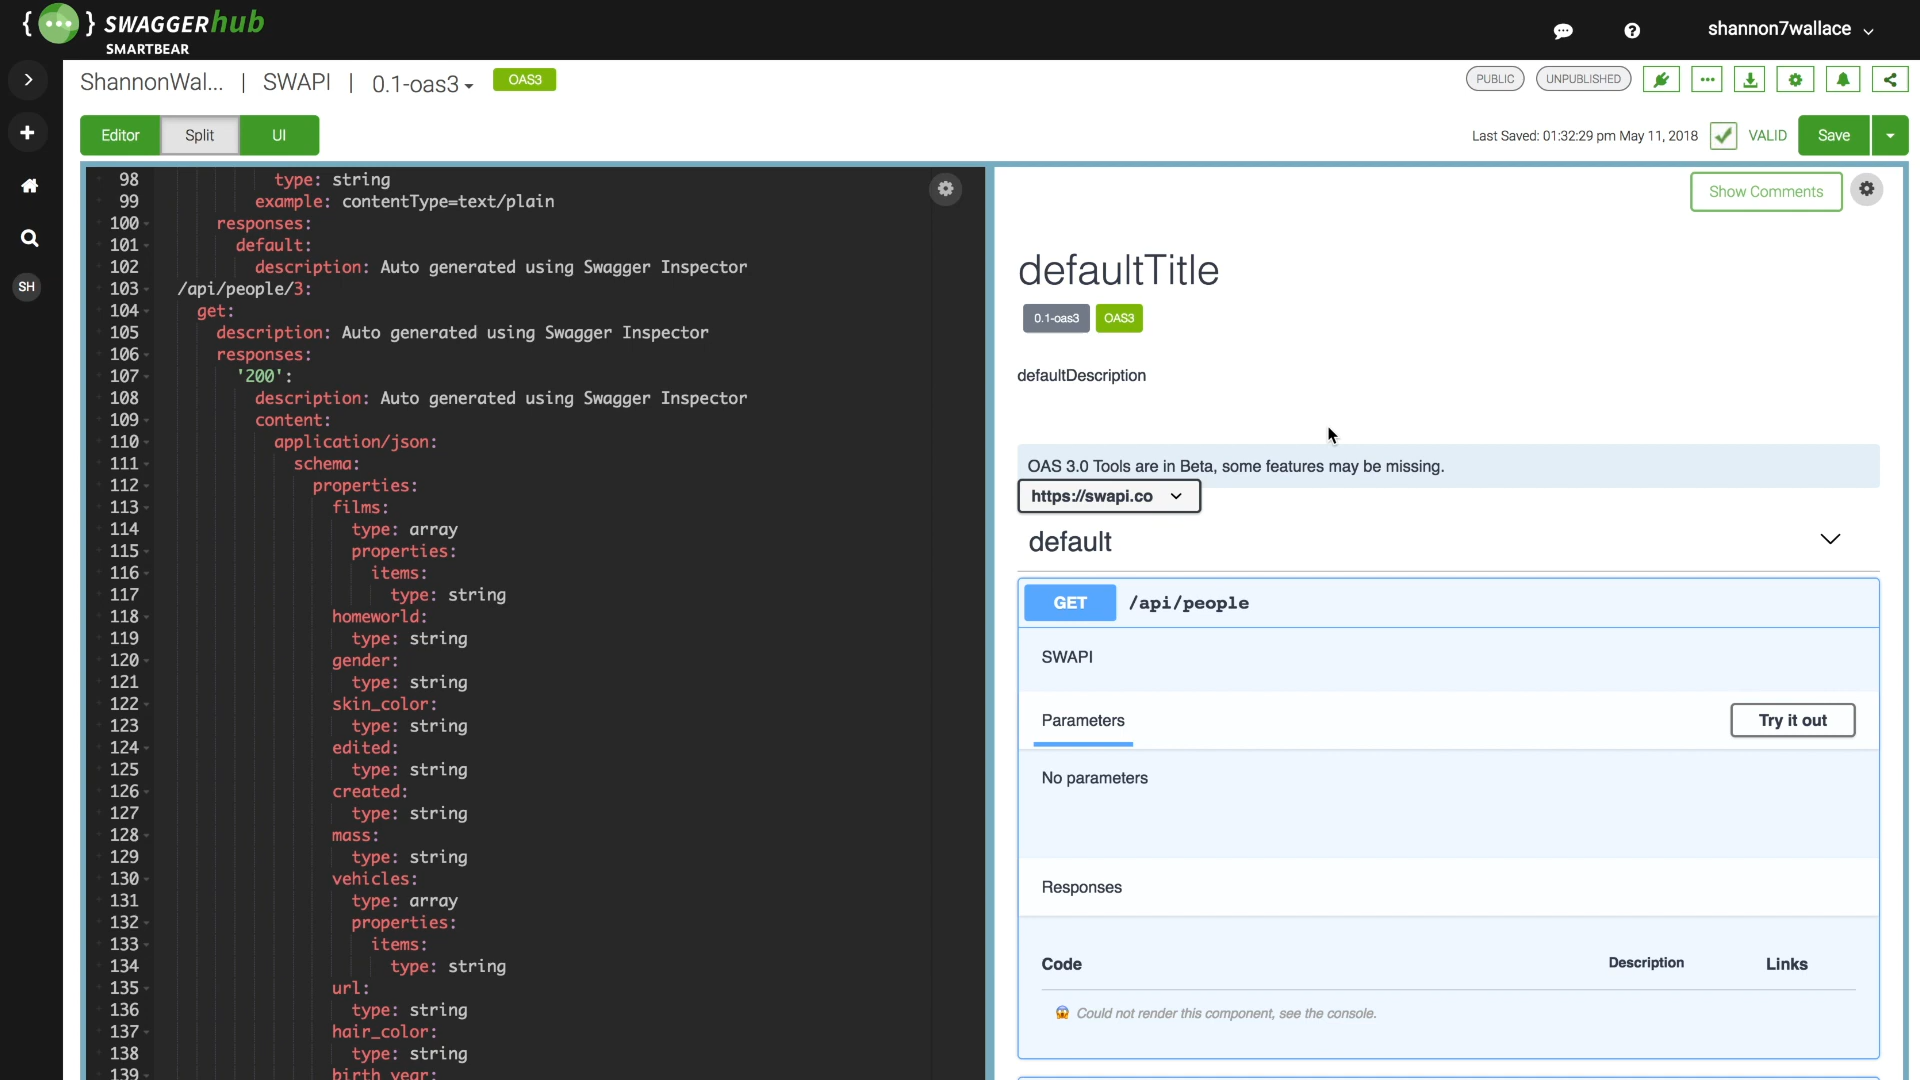 SWAGGERhub
SMARTBEAR
shannon7wallace
ShannonWal... | SWAPI | 0.1-oas3
OAS3
PUBLIC
UNPUBLISHED
Editor
Split
UI
Last Saved: 01:32:29 pm May 11, 2018
VALID
Save
SH
98 type: string
99 example: contentType=text/plain
100 responses:
101 default:
102 description: Auto generated using Swagger Inspector
103 /api/people/3:
104 get:
105 description: Auto generated using Swagger Inspector
106 responses:
107 '200':
108 description: Auto generated using Swagger Inspector
109 content:
110 application/json:
111 schema:
112 properties:
113 films:
114 type: array
115 properties:
116 items:
117 type: string
118 homeworld:
119 type: string
120 gender:
121 type: string
122 skin_color:
123 type: string
124 edited:
125 type: string
126 created:
127 type: string
128 mass:
129 type: string
130 vehicles:
131 type: array
132 properties:
133 items:
134 type: string
135 url:
136 type: string
137 hair_color:
138 type: string
139 birth_year:
Show Comments
defaultTitle
0.1-oas3
OAS3
defaultDescription
OAS 3.0 Tools are in Beta, some features may be missing.
https://swapi.co
default
GET /api/people
SWAPI
Parameters
Try it out
No parameters
Responses
Code Description Links
Could not render this component, see the console.